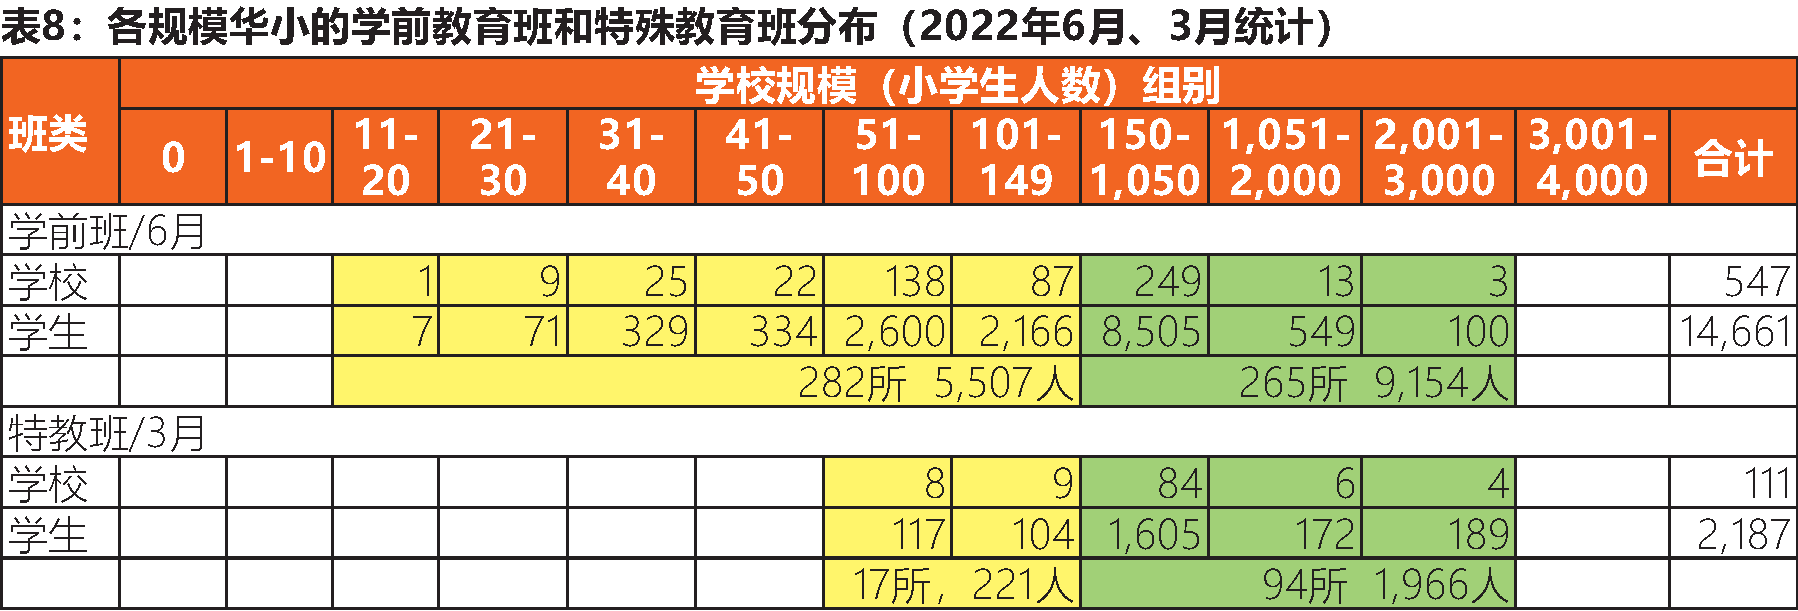 表8：各规模华小的学前教育班和特殊教育班分布（2022年6月、3月统计）
班类 学校规模（小学生人数）组别
0 1-10 11-20 21-30 31-40 41-50 51-100 101-149 150-1,050 1,051-2,000 2,001-3,000 3,001-4,000 合计
学前班/6月
学校 1 9 25 22 138 87 249 13 3 547
学生 7 71 329 334 2,600 2,166 8,505 549 100 14,661
282所 5,507人 265所 9,154人
特教班/3月
学校 8 9 84 6 4 111
学生 117 104 1,605 172 189 2,187
17所，221人 94所 1,966人